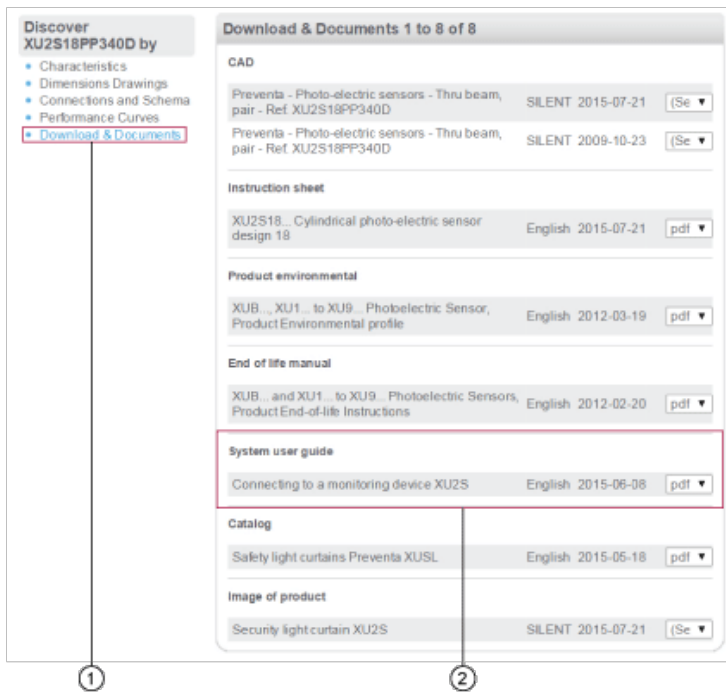 Discover
XU2S18PP340D by
Characteristics
Dimensions Drawings
Connections and Schema
Performance Curves
Download & Documents
Download & Documents 1 to 8 of 8
CAD
Preventa - Photo-electric sensors - Thru beam,
pair - Ref. XU2S18PP340D
SILENT 2015-07-21 (Se ▼
Preventa - Photo-electric sensors - Thru beam,
pair - Ref. XU2S18PP340D
SILENT 2009-10-23 (Se ▼
Instruction sheet
XU2S18... Cylindrical photo-electric sensor
design 18
English 2015-07-21 pdf ▼
Product environmental
XUB..., XU1... to XU9... Photoelectric Sensor,
Product Environmental profile
English 2012-03-19 pdf ▼
End of life manual
XUB... and XU1... to XU9... Photoelectric Sensors,
Product End-of-life Instructions
English 2012-02-20 pdf ▼
System user guide
Connecting to a monitoring device XU2S English 2015-06-08 pdf ▼
Catalog
Safety light curtains Preventa XUSL English 2015-05-18 pdf ▼
Image of product
Security light curtain XU2S SILENT 2015-07-21 (Se ▼
1 2